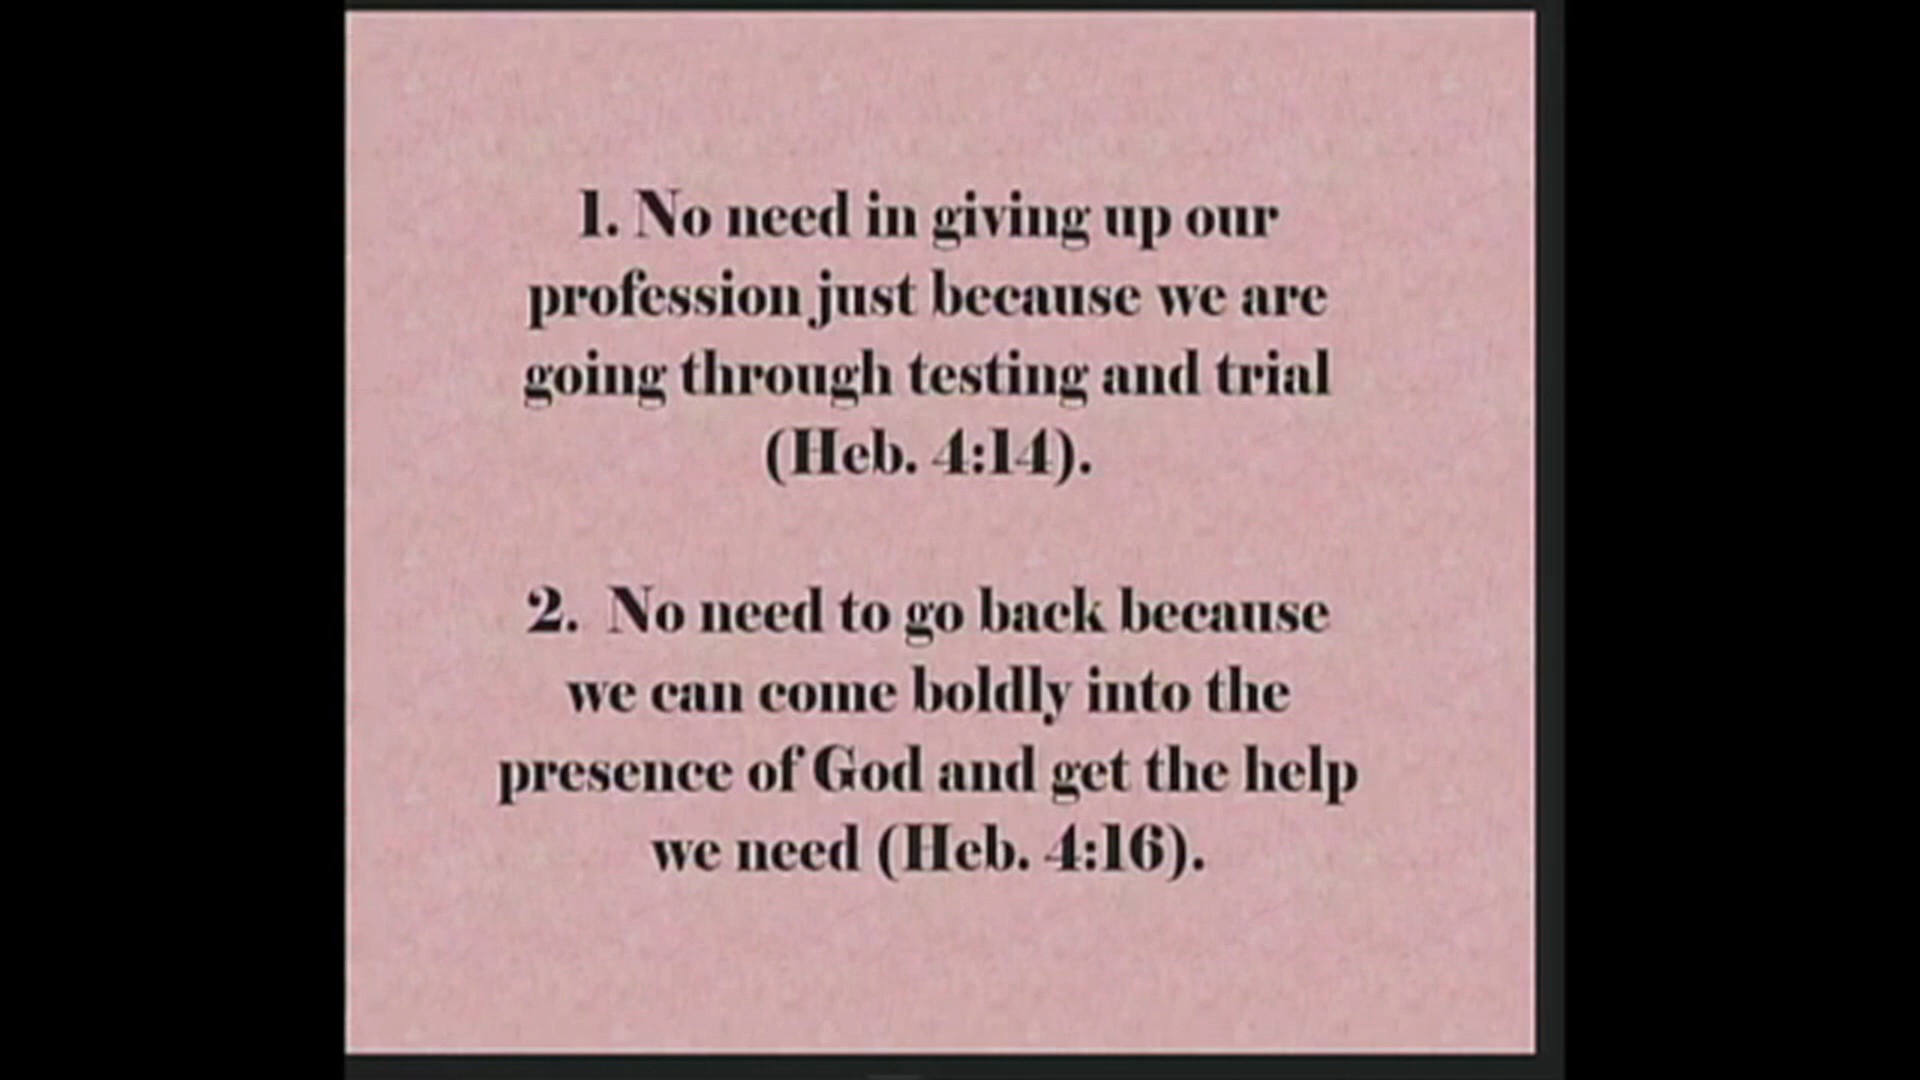 1. No need in giving up our
profession just because we are
going through testing and trial
(Heb. 4:14).
2. No need to go back because
we can come boldly into the
presence of God and get the help
we need (Heb. 4:16).